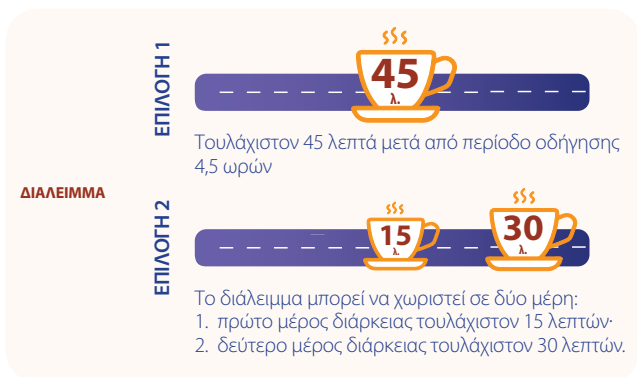 ΔΙΑΛΕΙΜΜΑ
ΕΠΙΛΟΓΗ 1
45
λ.
Τουλάχιστον 45 λεπτά μετά από περίοδο οδήγησης
4,5 ωρών
ΕΠΙΛΟΓΗ 2
15
λ.
30
λ.
Το διάλειμμα μπορεί να χωριστεί σε δύο μέρη:
1. πρώτο μέρος διάρκειας τουλάχιστον 15 λεπτών·
2. δεύτερο μέρος διάρκειας τουλάχιστον 30 λεπτών.